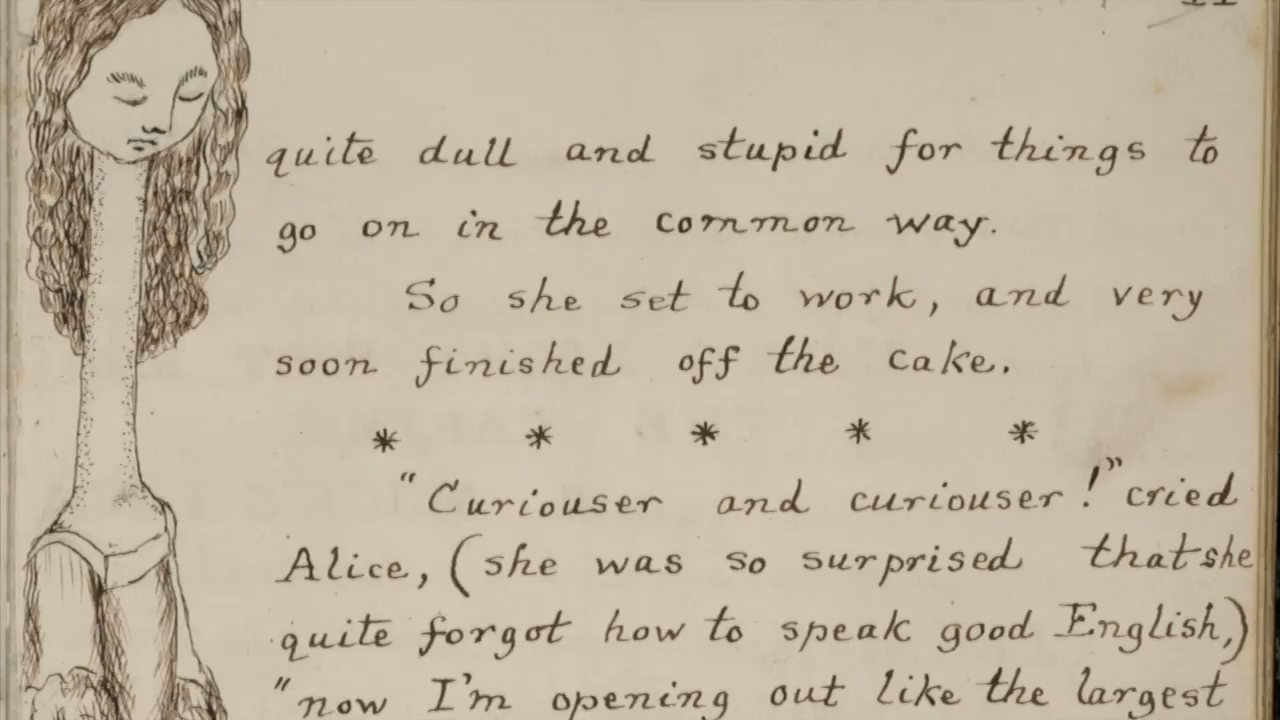 quite dull and stupid for things to
go on in the common way.
So she set to work, and very
soon finished off the cake.
* * * * *
"Curiouser and curiouser!" cried
Alice, (she was so surprised that she
quite forgot how to speak good English,)
"now I'm opening out like the largest